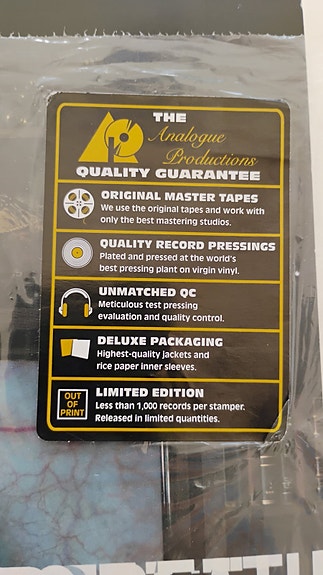 THE
Analogue
Productions
QUALITY GUARANTEE
ORIGINAL MASTER TAPES
We use the original tapes and work with
only the best mastering studios.
QUALITY RECORD PRESSINGS
Plated and pressed at the world's
best pressing plant on virgin vinyl.
UNMATCHED QC
Meticulous test pressing
evaluation and quality control.
DELUXE PACKAGING
Highest-quality jackets and
rice paper inner sleeves.
OUT
OF
PRINT
LIMITED EDITION
Less than 1,000 records per stamper.
Released in limited quantities.